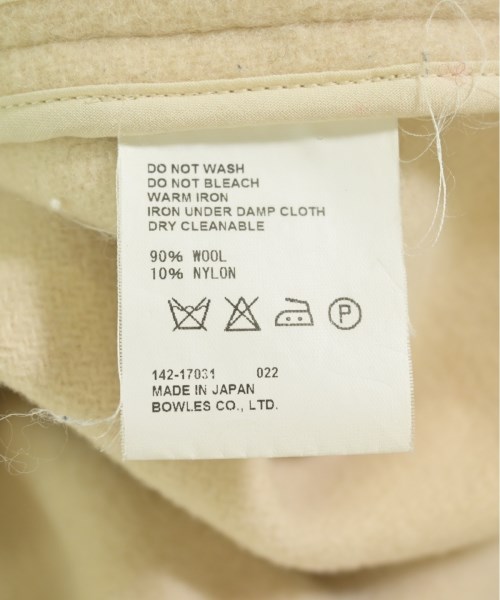 DO NOT WASH
DO NOT BLEACH
WARM IRON
IRON UNDER DAMP CLOTH
DRY CLEANABLE
90% WOOL
10% NYLON
P
142-17031 022
MADE IN JAPAN
BOWLES CO., LTD.